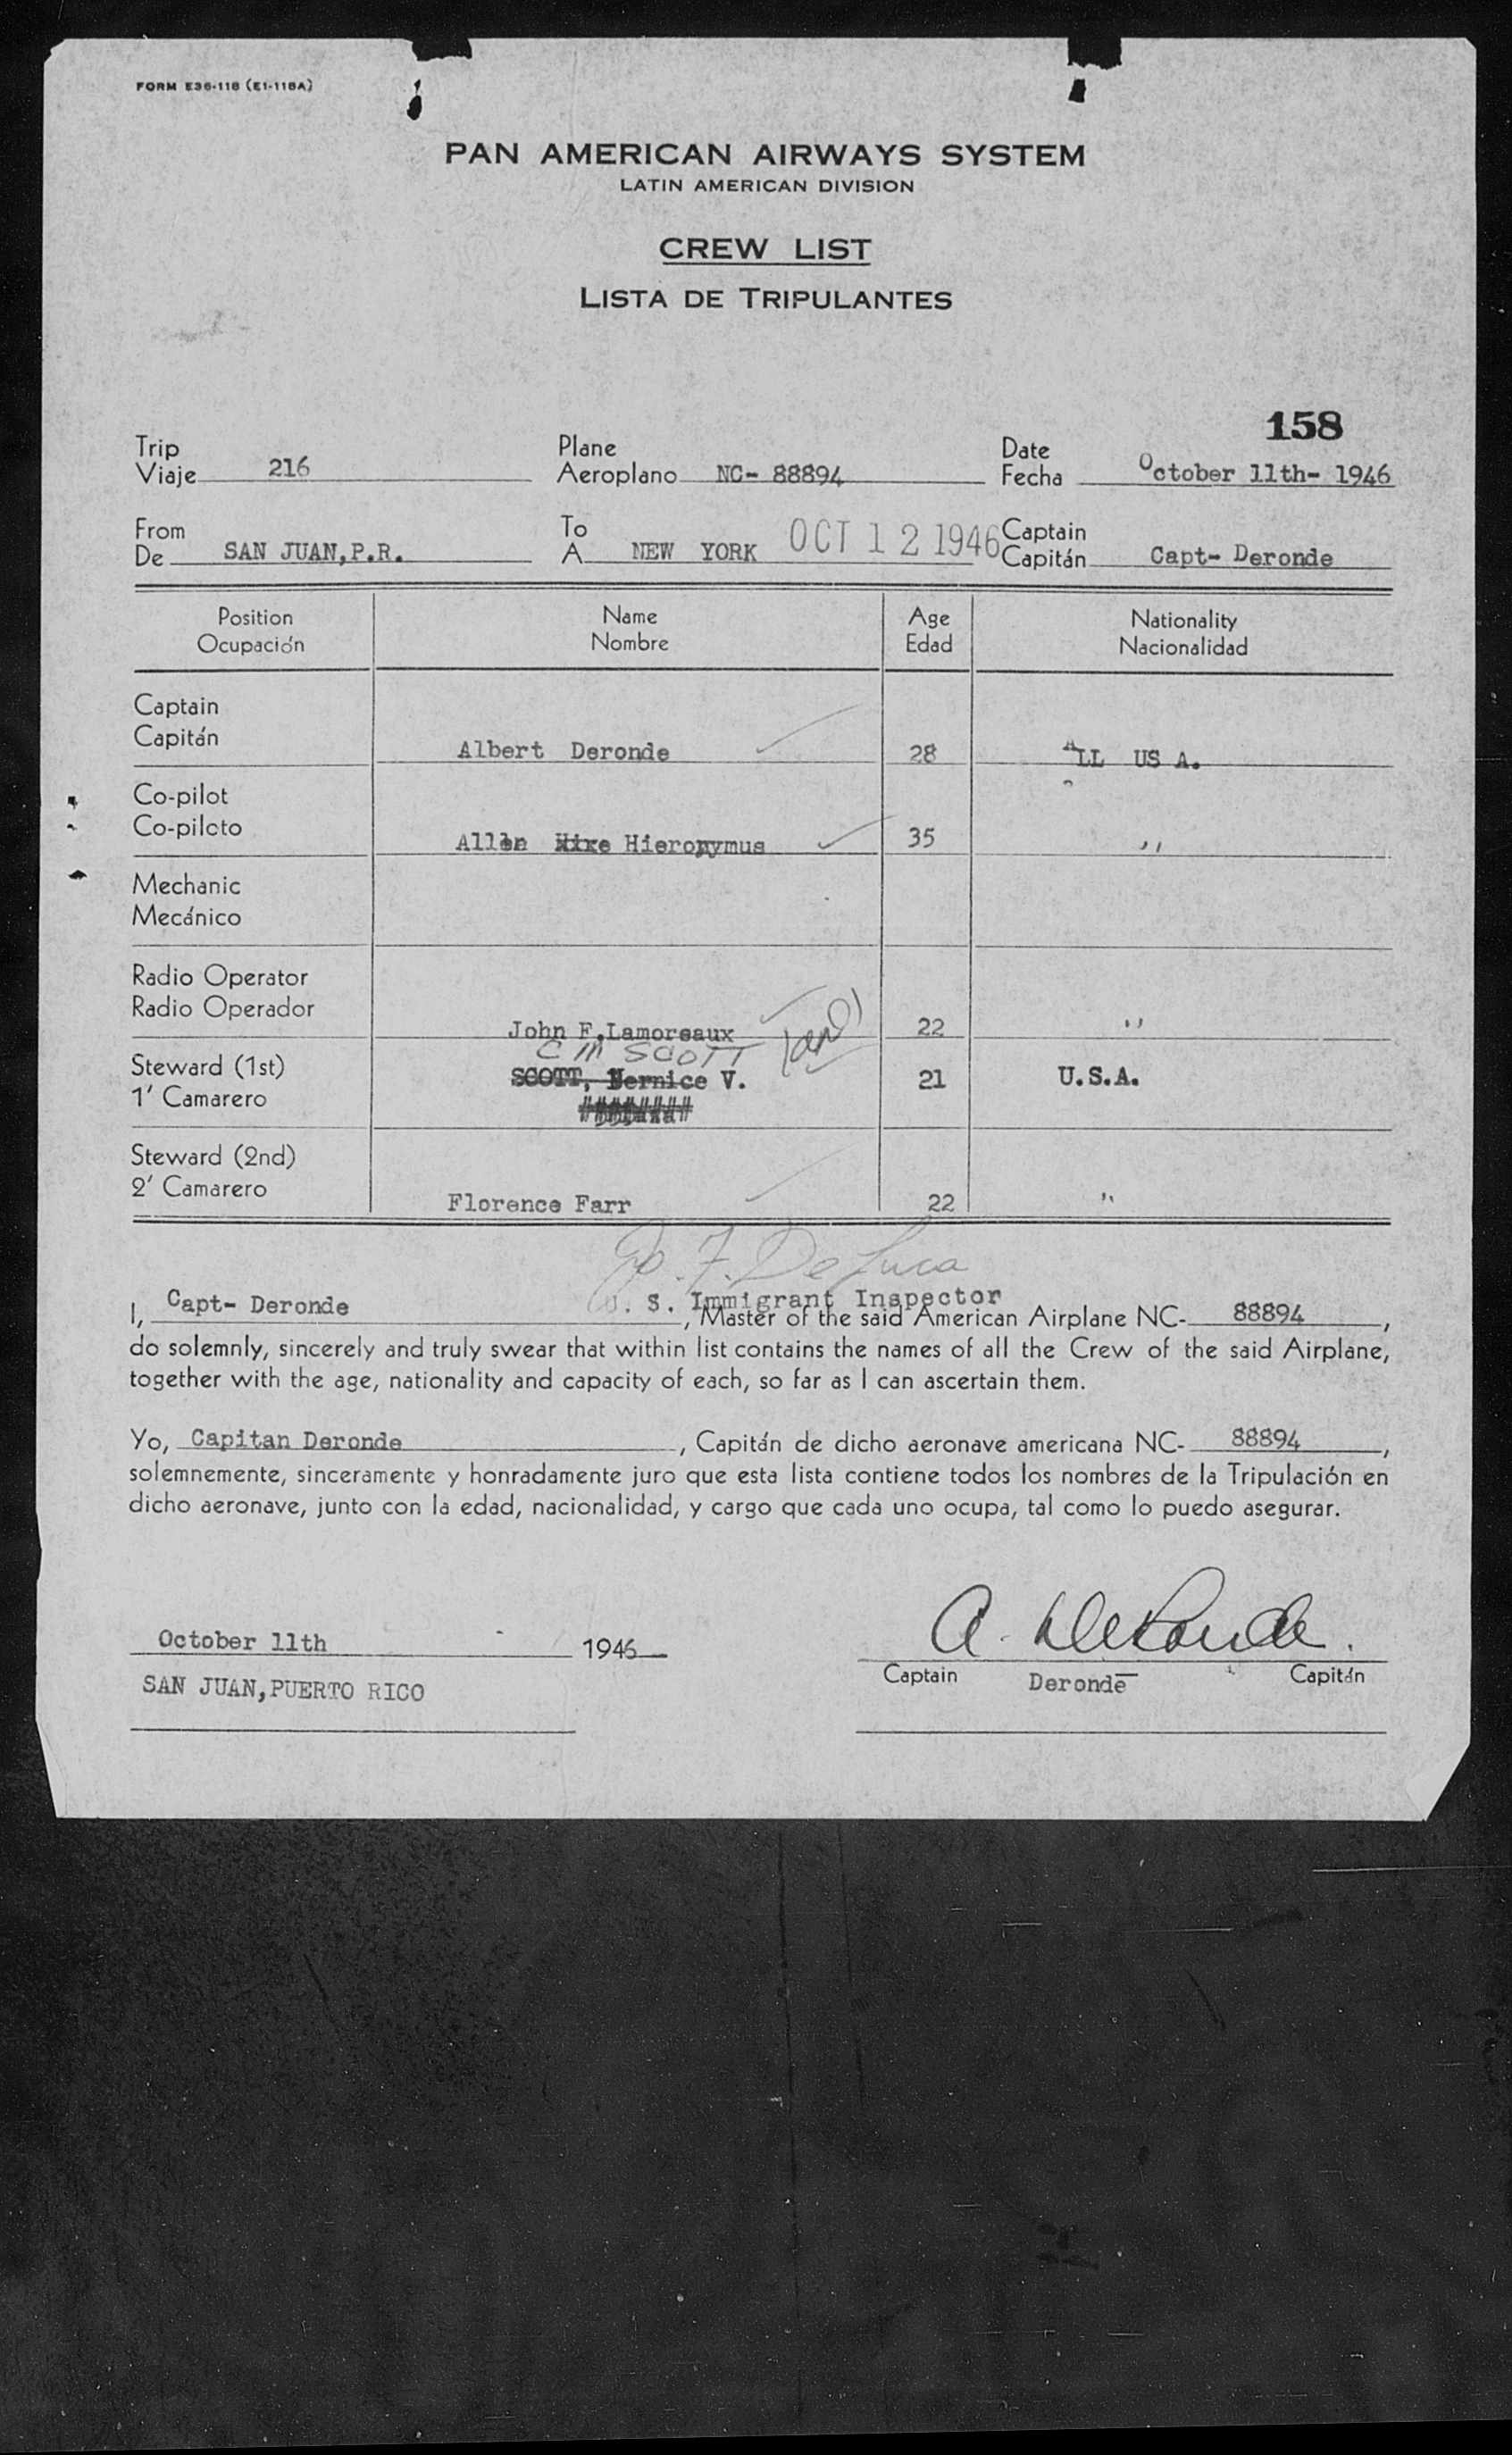 FORM E36-118 (E1-118A)
PAN AMERICAN AIRWAYS SYSTEM
LATIN AMERICAN DIVISION
CREW LIST
LISTA DE TRIPULANTES
158
Trip Viaje 216 Plane Aeroplano NC- 88894 Date Fecha October 11th- 1946
From De SAN JUAN,P.R. To A NEW YORK OCT 12 1946 Captain Capitán Capt- Deronde
Position Name Age Nationality
Ocupación Nombre Edad Nacionalidad
Captain
Capitán Albert Deronde 28 ALL US A.
Co-pilot
Co-piloto Allen Hieronymus 35 ''
Mechanic
Mecánico
Radio Operator
Radio Operador John F.Lamoreaux 22 ''
C M SCOTT
Steward (1st) SCOTT, Bernice V. 21 U.S.A.
1' Camarero
Steward (2nd)
2' Camarero Florence Farr 22 "
F. De Luca
U. S. Immigrant Inspector
I, Capt- Deronde, Master of the said American Airplane NC- 88894,
do solemnly, sincerely and truly swear that within list contains the names of all the Crew of the said Airplane,
together with the age, nationality and capacity of each, so far as I can ascertain them.
Yo, Capitan Deronde, Capitán de dicho aeronave americana NC- 88894,
solemnemente, sinceramente y honradamente juro que esta lista contiene todos los nombres de la Tripulación en
dicho aeronave, junto con la edad, nacionalidad, y cargo que cada uno ocupa, tal como lo puedo asegurar.
October 11th 1946 A. DeRonde.
Captain Deronde Capitán
SAN JUAN,PUERTO RICO